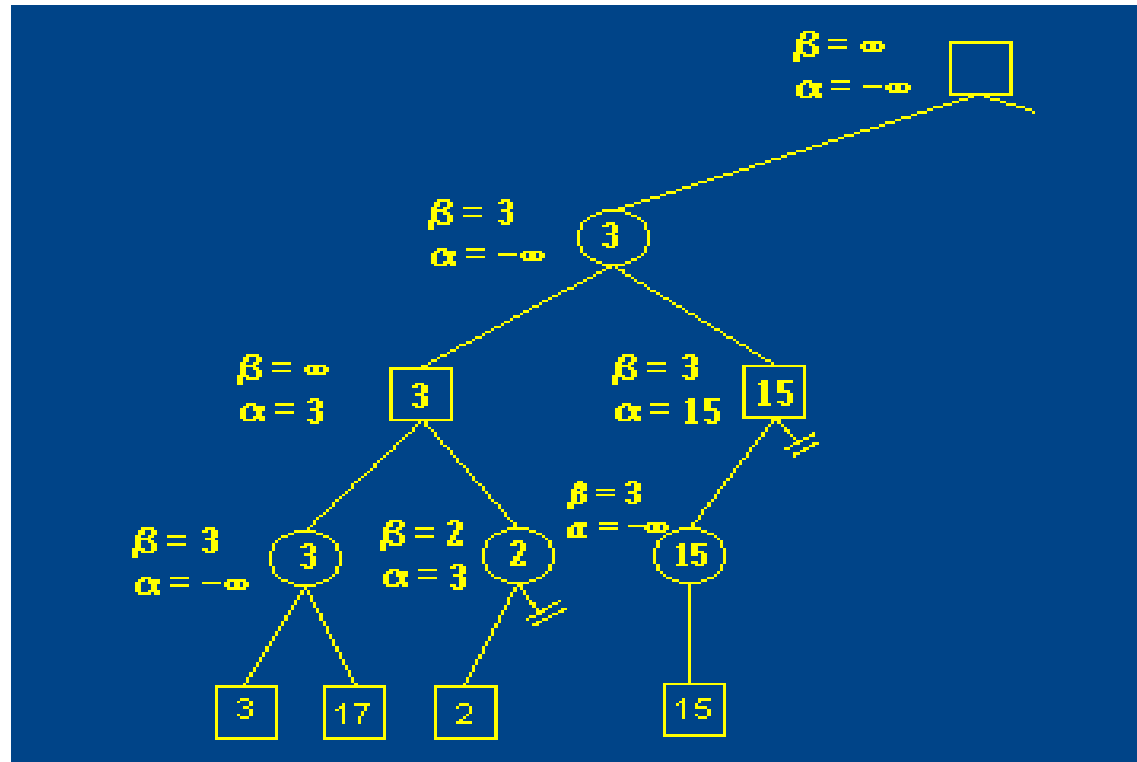 β = ∞
α = −∞
β = 3
α = −∞
3
β = ∞
α = 3
3
β = 3
α = 15
15
β = 3
α = −∞
3
β = 2
α = 3
2
β = 3
α = −∞
15
3
17
2
15